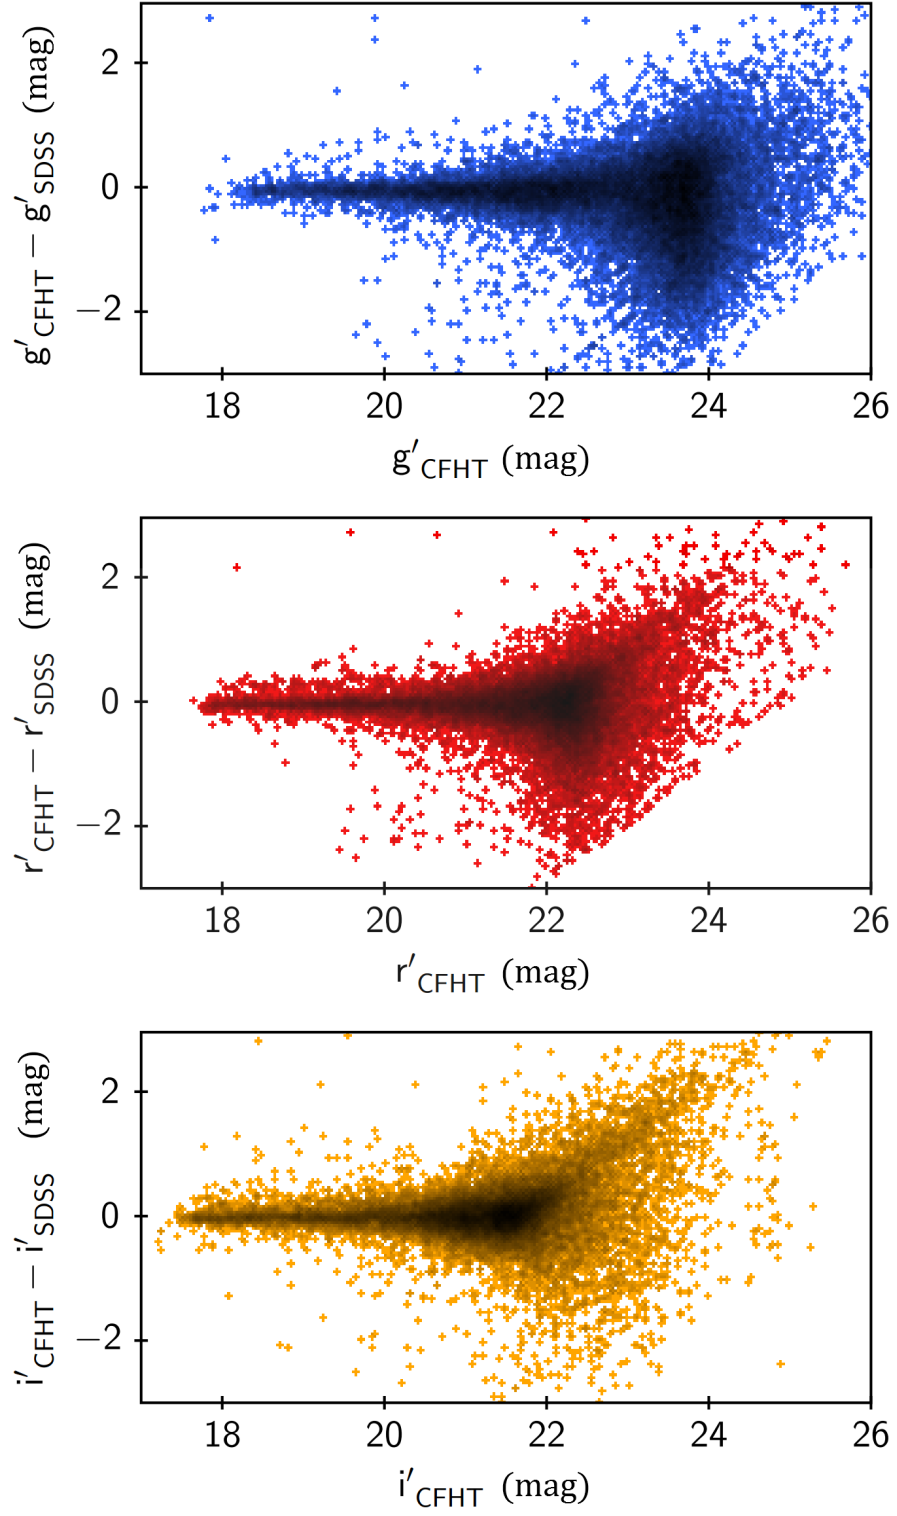 g′CFHT − g′SDSS (mag)
2
0
−2
18 20 22 24 26
g′CFHT (mag)
r′CFHT − r′SDSS (mag)
2
0
−2
18 20 22 24 26
r′CFHT (mag)
i′CFHT − i′SDSS (mag)
2
0
−2
18 20 22 24 26
i′CFHT (mag)